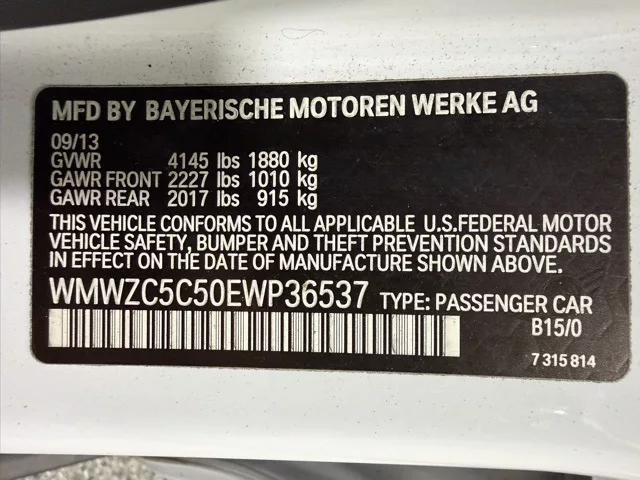 MFD BY BAYERISCHE MOTOREN WERKE AG
09/13
GVWR 4145 lbs 1880 kg
GAWR FRONT 2227 lbs 1010 kg
GAWR REAR 2017 lbs 915 kg
THIS VEHICLE CONFORMS TO ALL APPLICABLE U.S.FEDERAL MOTOR
VEHICLE SAFETY, BUMPER AND THEFT PREVENTION STANDARDS
IN EFFECT ON THE DATE OF MANUFACTURE SHOWN ABOVE.
WMWZC5C50EWP36537 TYPE: PASSENGER CAR
B15/0
7 315 814